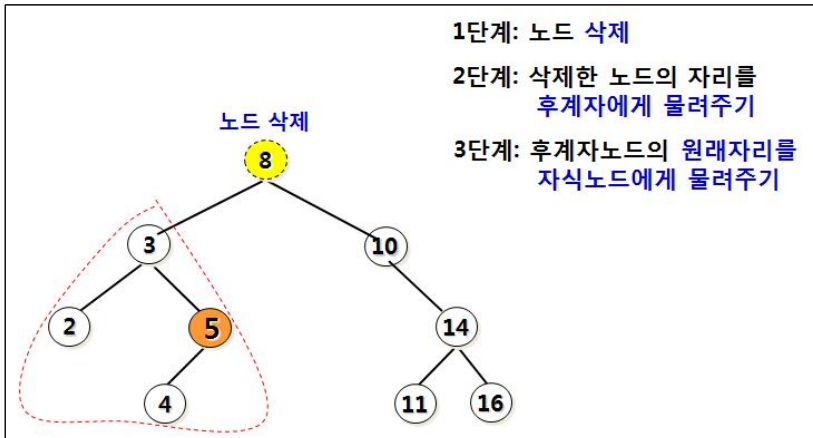 1단계: 노드 삭제
2단계: 삭제한 노드의 자리를
후계자에게 물려주기
3단계: 후계자노드의 원래자리를
자식노드에게 물려주기
노드 삭제
8
3
10
2
5
14
4
11
16